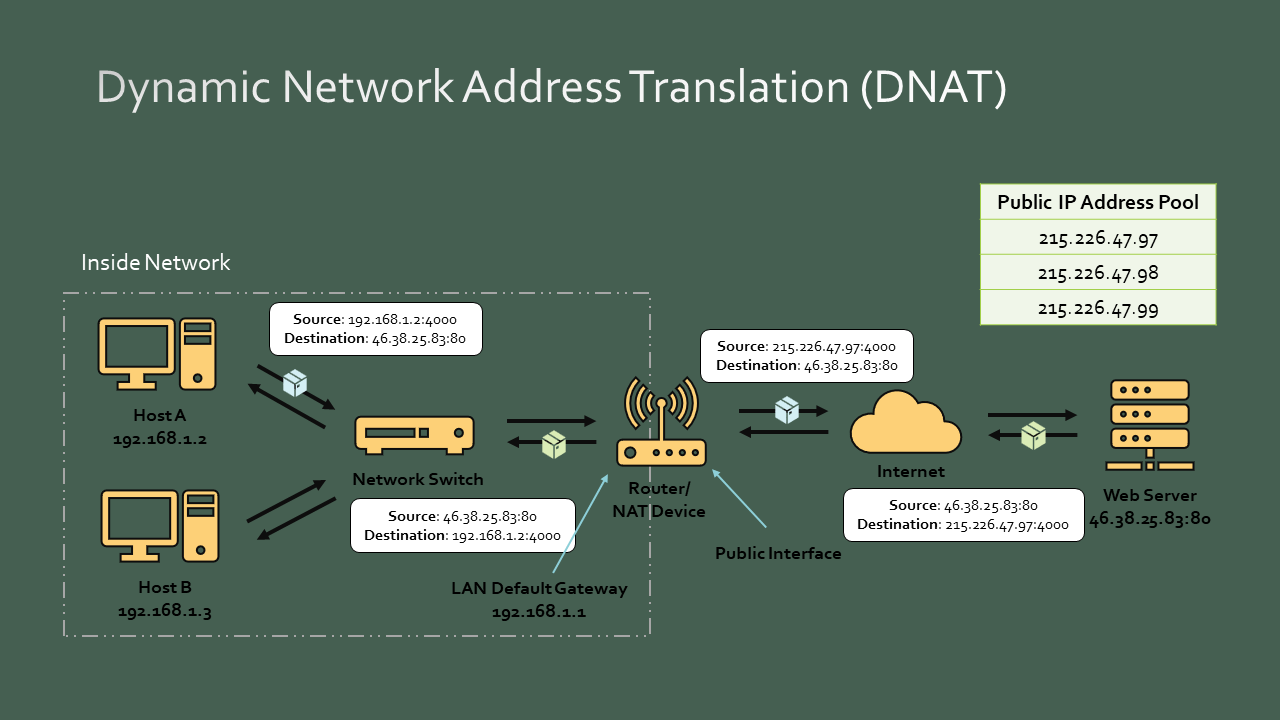 Dynamic Network Address Translation (DNAT)
Public IP Address Pool
215.226.47.97
215.226.47.98
215.226.47.99
Inside Network
Source: 192.168.1.2:4000
Destination: 46.38.25.83:80
Source: 215.226.47.97:4000
Destination: 46.38.25.83:80
Host A
192.168.1.2
Network Switch
Router/
NAT Device
Internet
Web Server
46.38.25.83:80
Source: 46.38.25.83:80
Destination: 192.168.1.2:4000
Source: 46.38.25.83:80
Destination: 215.226.47.97:4000
Public Interface
Host B
192.168.1.3
LAN Default Gateway
192.168.1.1